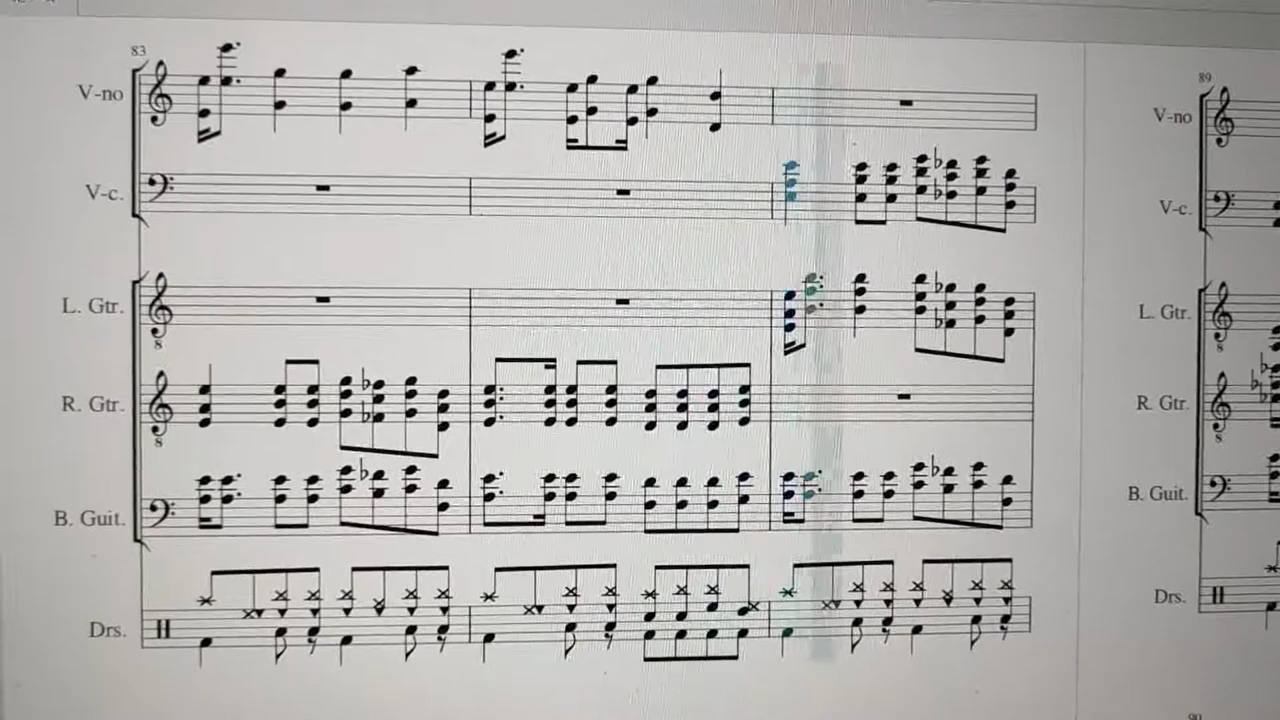 83
V-no
V-c.
L. Gtr.
8
R. Gtr.
8
B. Guit.
Drs.
89
V-no
V-c.
L. Gtr.
8
R. Gtr.
8
B. Guit.
Drs.